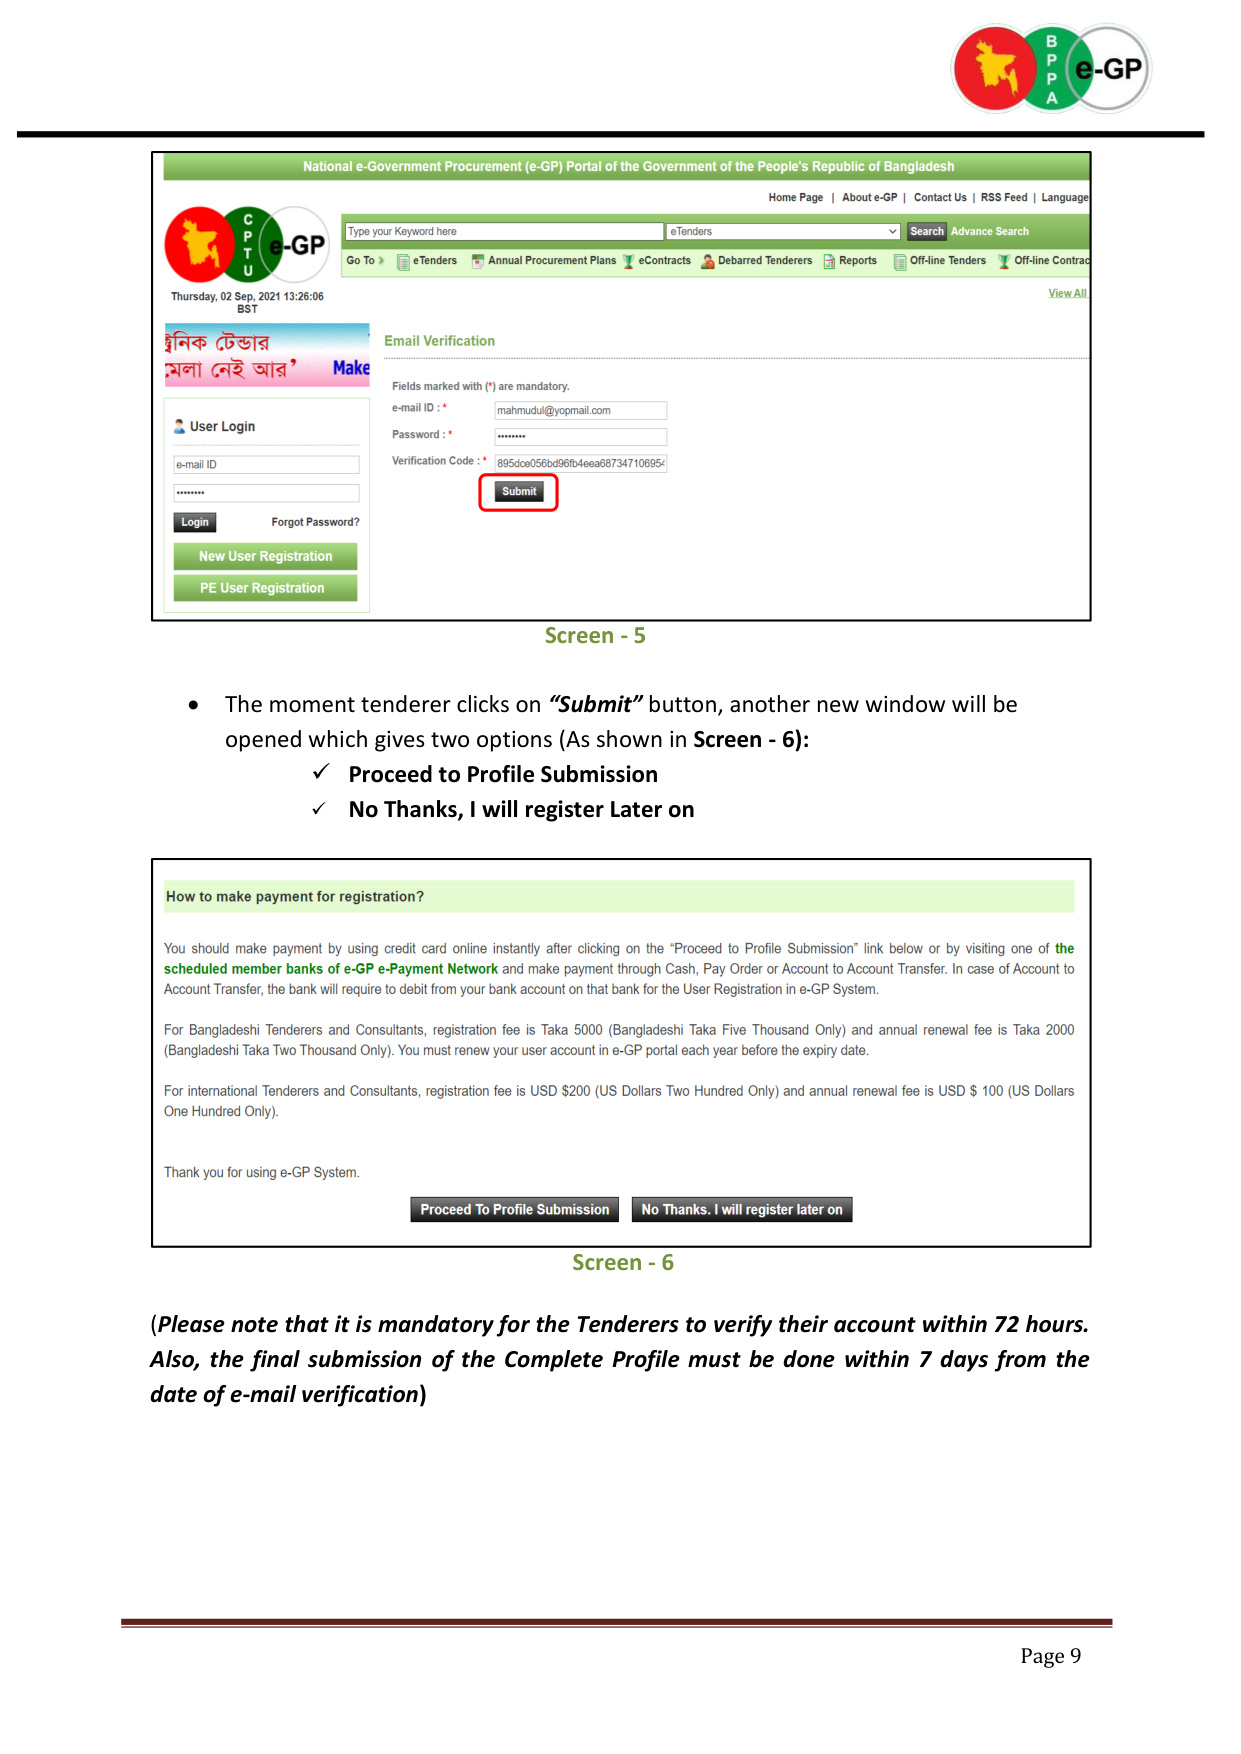 B
P
P
A
e-GP
National e-Government Procurement (e-GP) Portal of the Government of the People's Republic of Bangladesh
Home Page | About e-GP | Contact Us | RSS Feed | Language
C
P
T
U
e-GP
Type your Keyword here eTenders Search Advance Search
Go To eTenders Annual Procurement Plans eContracts Debarred Tenderers Reports Off-line Tenders Off-line Contrac
Thursday, 02 Sep, 2021 13:26:06
BST
View All
টেন্ডার
নেই আর’ Make
Email Verification
Fields marked with (*) are mandatory.
e-mail ID : * mahmudul@yopmail.com
Password : * ••••••••
Verification Code : * 895dce056bd96fb4eea687347106954
Submit
User Login
e-mail ID
••••••••
Login Forgot Password?
New User Registration
PE User Registration
Screen - 5
• The moment tenderer clicks on “Submit” button, another new window will be
opened which gives two options (As shown in Screen - 6):
✓ Proceed to Profile Submission
✓ No Thanks, I will register Later on
How to make payment for registration?
You should make payment by using credit card online instantly after clicking on the “Proceed to Profile Submission” link below or by visiting one of the
scheduled member banks of e-GP e-Payment Network and make payment through Cash, Pay Order or Account to Account Transfer. In case of Account to
Account Transfer, the bank will require to debit from your bank account on that bank for the User Registration in e-GP System.
For Bangladeshi Tenderers and Consultants, registration fee is Taka 5000 (Bangladeshi Taka Five Thousand Only) and annual renewal fee is Taka 2000
(Bangladeshi Taka Two Thousand Only). You must renew your user account in e-GP portal each year before the expiry date.
For international Tenderers and Consultants, registration fee is USD $200 (US Dollars Two Hundred Only) and annual renewal fee is USD $ 100 (US Dollars
One Hundred Only).
Thank you for using e-GP System.
Proceed To Profile Submission No Thanks. I will register later on
Screen - 6
(Please note that it is mandatory for the Tenderers to verify their account within 72 hours.
Also, the final submission of the Complete Profile must be done within 7 days from the
date of e-mail verification)
Page 9